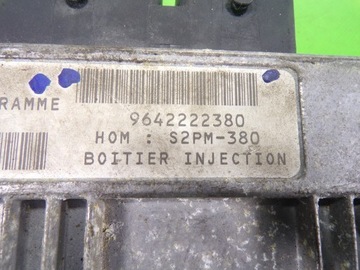 RAMME
9642222380
HOM : S2PM-380
BOITIER INJECTION